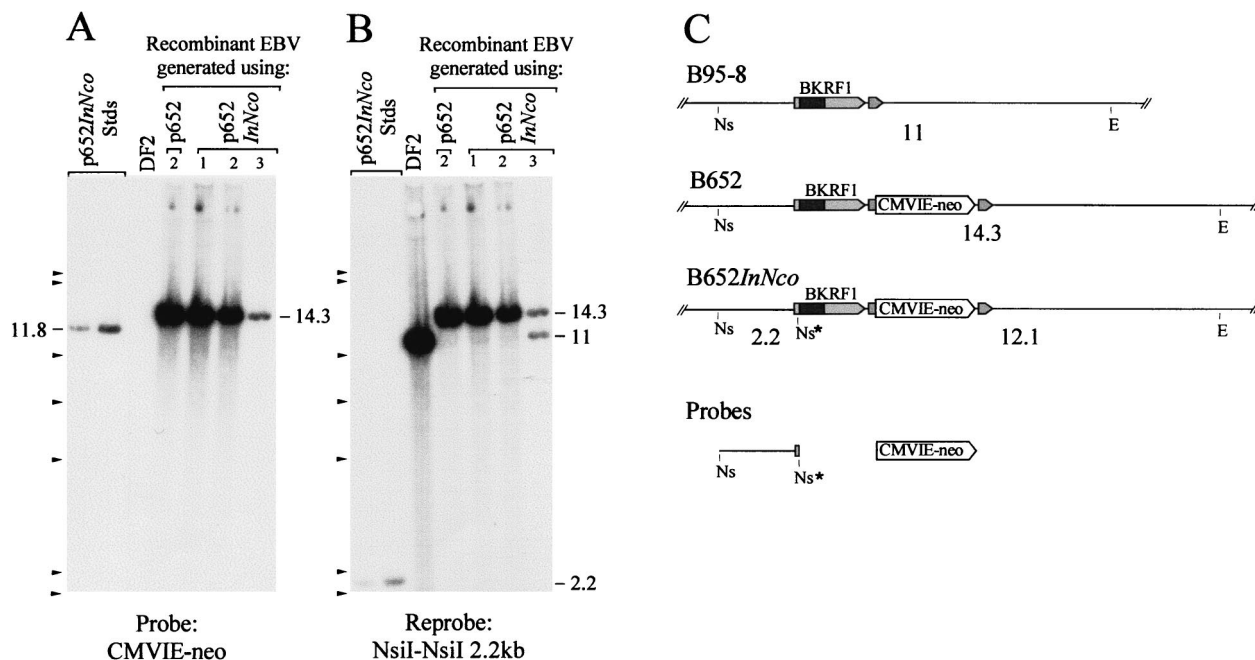 A
Recombinant EBV
generated using:
p652InNco
Stds
DF2
p652
p652
InNco
2
1
2
3
11.8
14.3
Probe:
CMVIE-neo
B
Recombinant EBV
generated using:
p652InNco
Stds
DF2
p652
p652
InNco
2
1
2
3
14.3
11
2.2
Reprobe:
NsiI-NsiI 2.2kb
C
B95-8
BKRF1
Ns
11
E
B652
BKRF1
CMVIE-neo
Ns
14.3
E
B652InNco
BKRF1
CMVIE-neo
Ns
2.2
Ns*
12.1
E
Probes
CMVIE-neo
Ns
Ns*